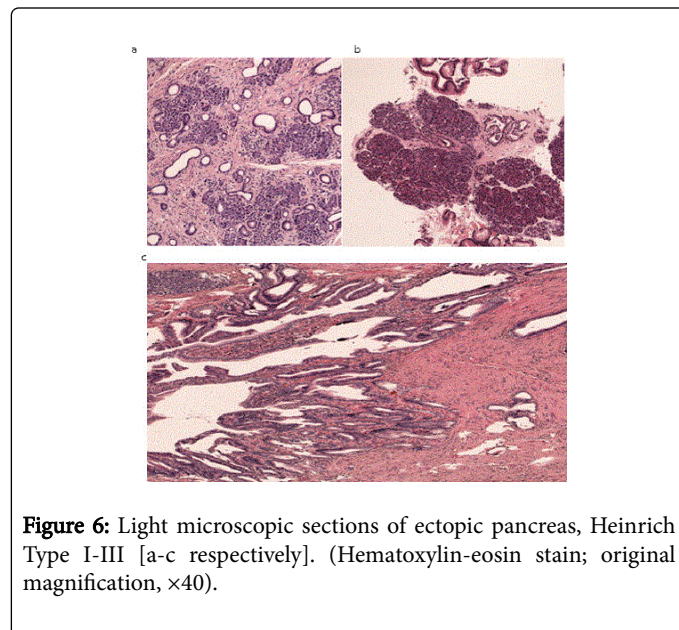 a
b
c
Figure 6: Light microscopic sections of ectopic pancreas, Heinrich
Type I-III [a-c respectively]. (Hematoxylin-eosin stain; original
magnification, ×40).